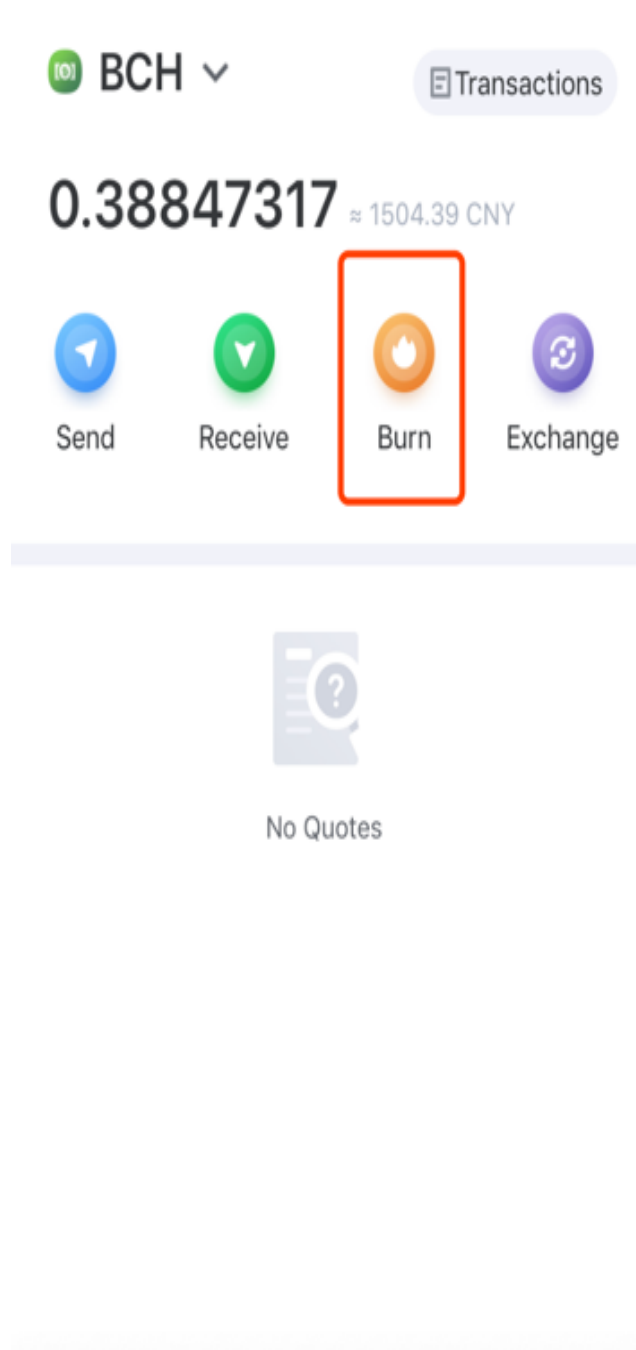 BCH
Transactions
0.38847317 ≈ 1504.39 CNY
Send Receive Burn Exchange
?
No Quotes